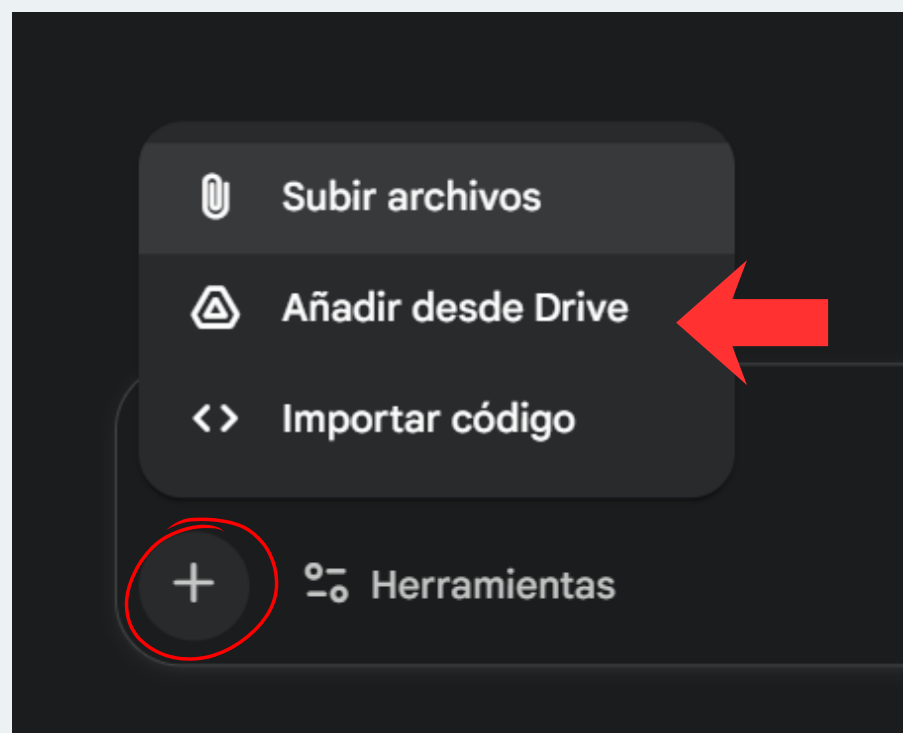 Subir archivos
Añadir desde Drive
Importar código
Herramientas